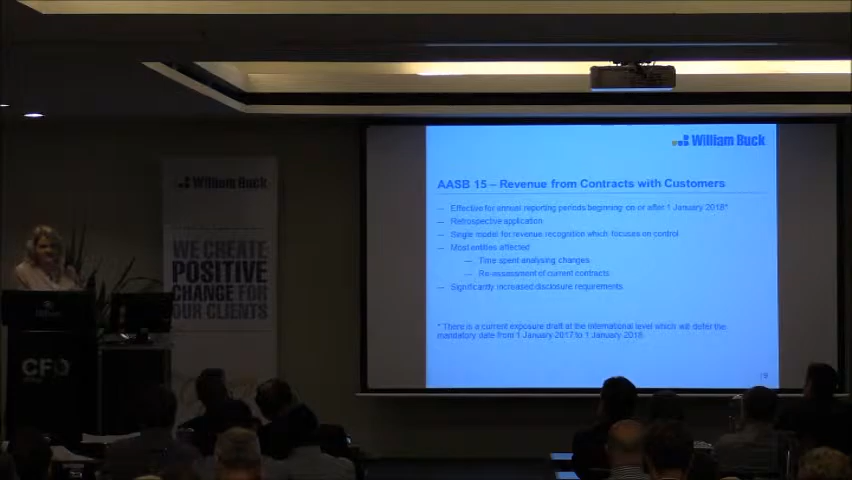 William Buck
AASB 15 – Revenue from Contracts with Customers
— Effective for annual reporting periods beginning on or after 1 January 2018*
— Retrospective application
— Single model for revenue recognition which focuses on control
— Most entities affected
— Time spent analysing changes
— Re-assessment of current contracts
— Significantly increased disclosure requirements
* There is a current exposure draft at the international level which will defer the
mandatory date from 1 January 2017 to 1 January 2018
William Buck
WE CREATE
POSITIVE
CHANGE FOR
OUR CLIENTS
CFO